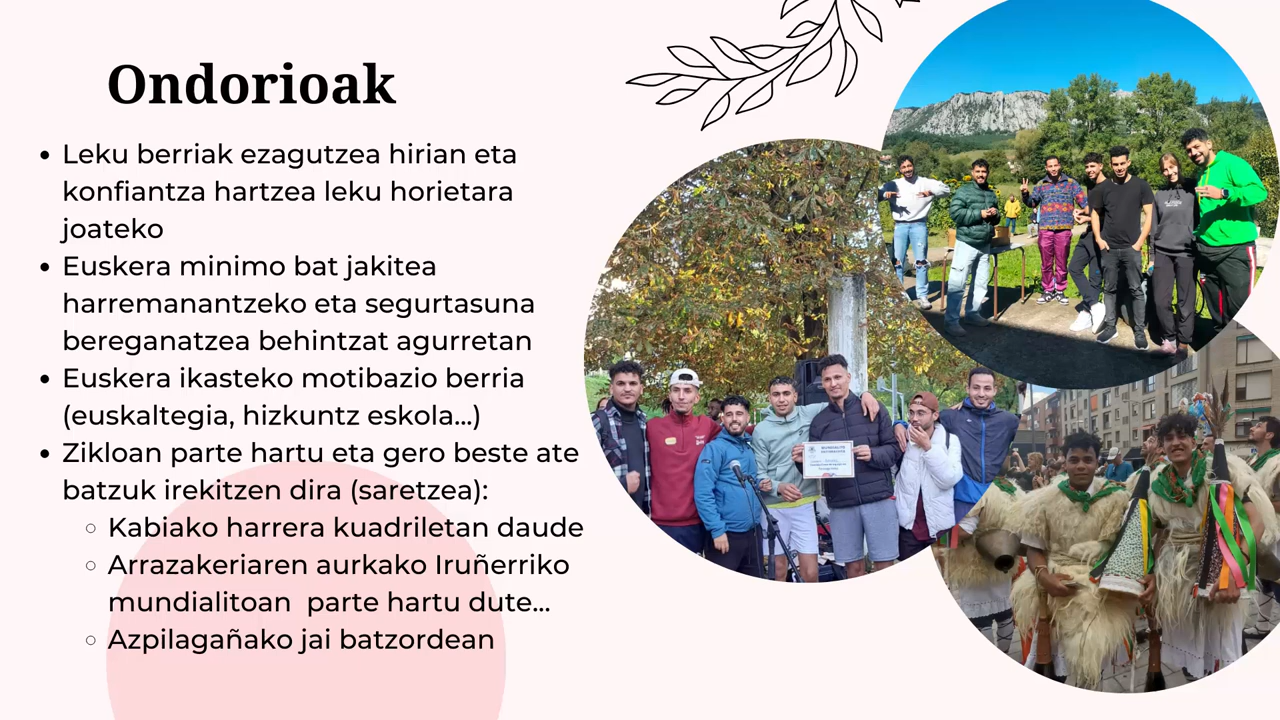 Ondorioak
• Leku berriak ezagutzea hirian eta
konfiantza hartzea leku horietara
joateko
• Euskera minimo bat jakitea
harremanantzeko eta segurtasuna
bereganatzea behintzat agurretan
• Euskera ikasteko motibazio berria
(euskaltegia, hizkuntz eskola...)
• Zikloan parte hartu eta gero beste ate
batzuk irekitzen dira (saretzea):
◦ Kabiako harrera kuadriletan daude
◦ Arrazakeriaren aurkako Iruñerriko
mundialitoan parte hartu dute...
◦ Azpilagañako jai batzordean